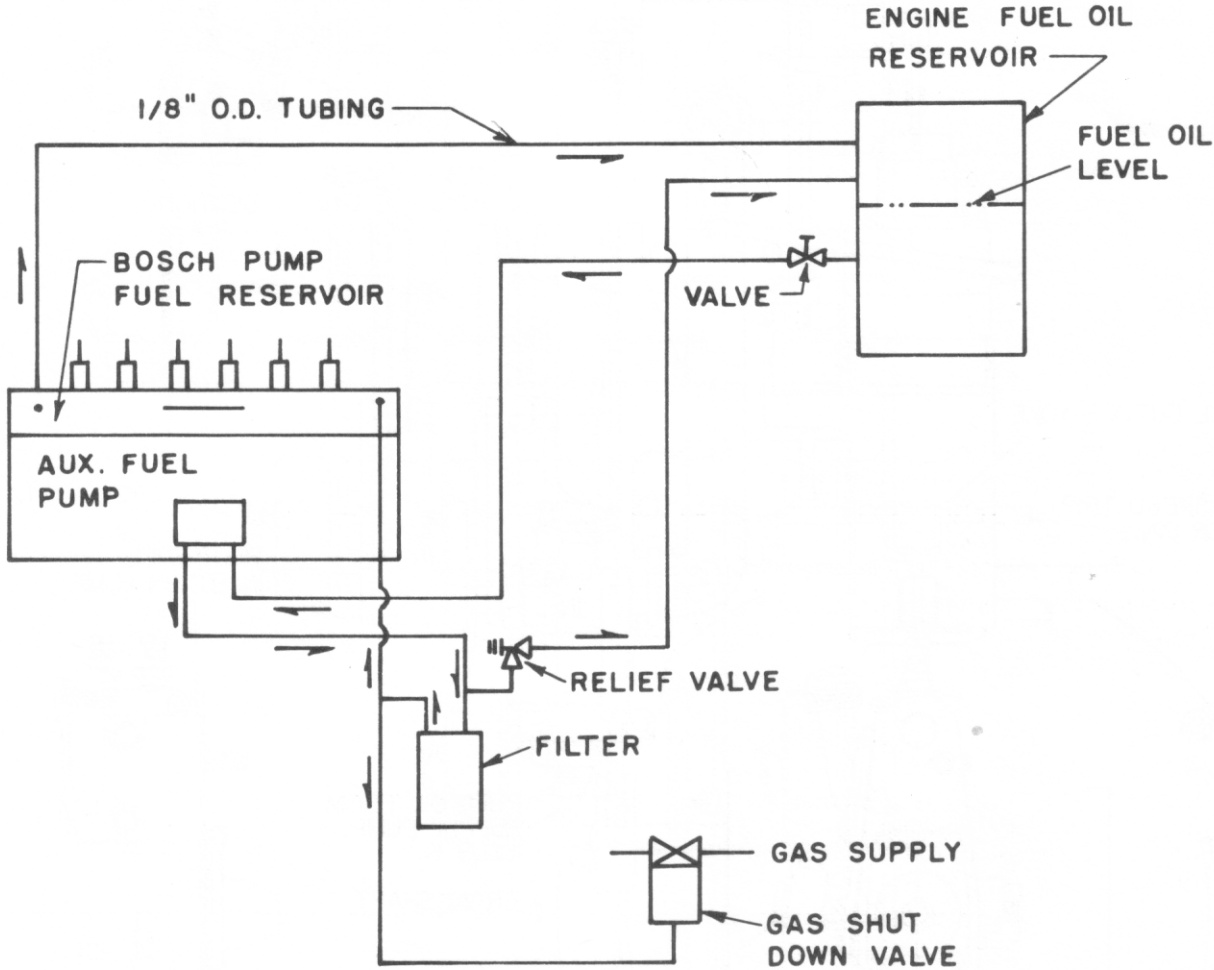 ENGINE FUEL OIL
RESERVOIR
1/8" O.D. TUBING
FUEL OIL
LEVEL
BOSCH PUMP
FUEL RESERVOIR
VALVE
AUX. FUEL
PUMP
RELIEF VALVE
FILTER
GAS SUPPLY
GAS SHUT
DOWN VALVE